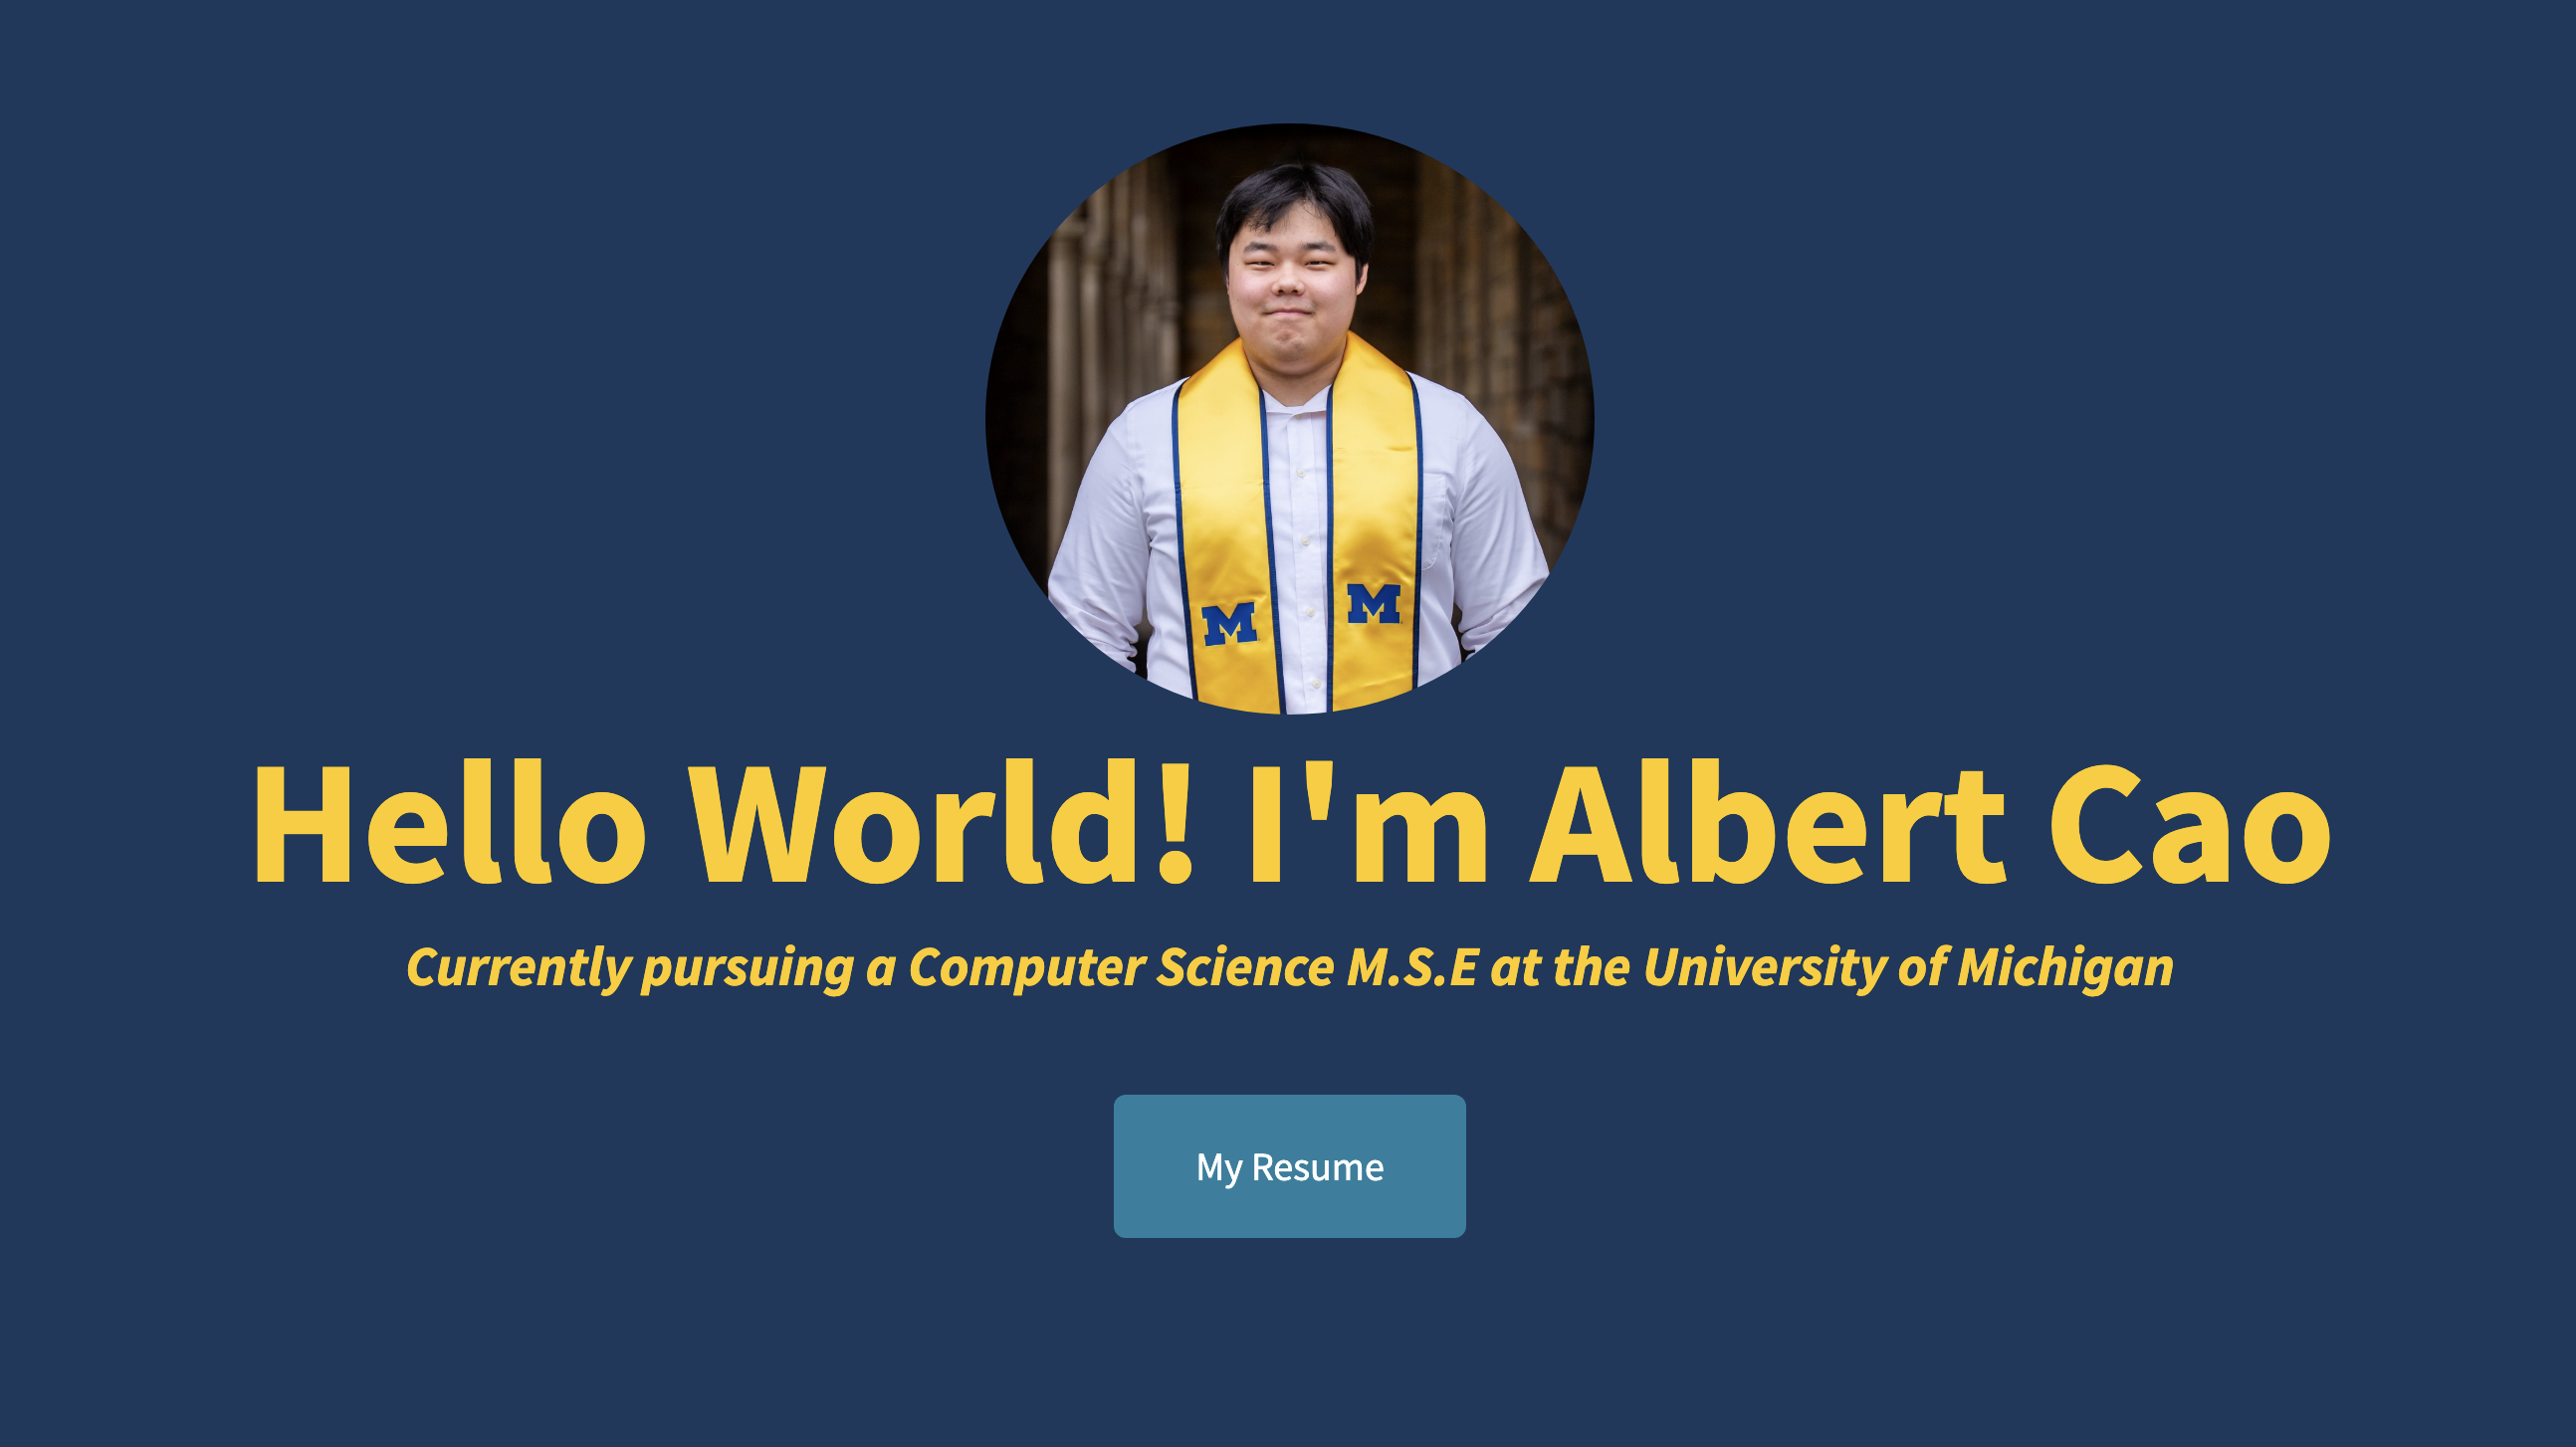 M M
Hello World! I'm Albert Cao
Currently pursuing a Computer Science M.S.E at the University of Michigan
My Resume